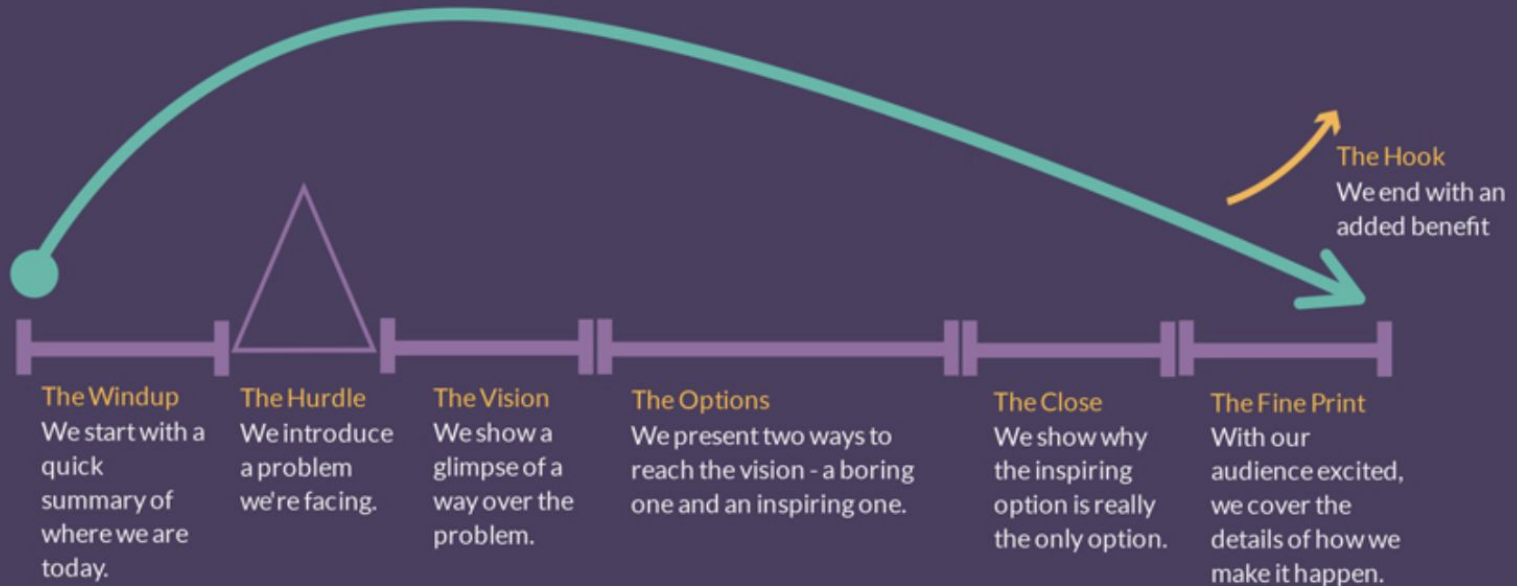 The Hook
We end with an
added benefit
The Windup
We start with a
quick
summary of
where we are
today.
The Hurdle
We introduce
a problem
we're facing.
The Vision
We show a
glimpse of a
way over the
problem.
The Options
We present two ways to
reach the vision - a boring
one and an inspiring one.
The Close
We show why
the inspiring
option is really
the only option.
The Fine Print
With our
audience excited,
we cover the
details of how we
make it happen.